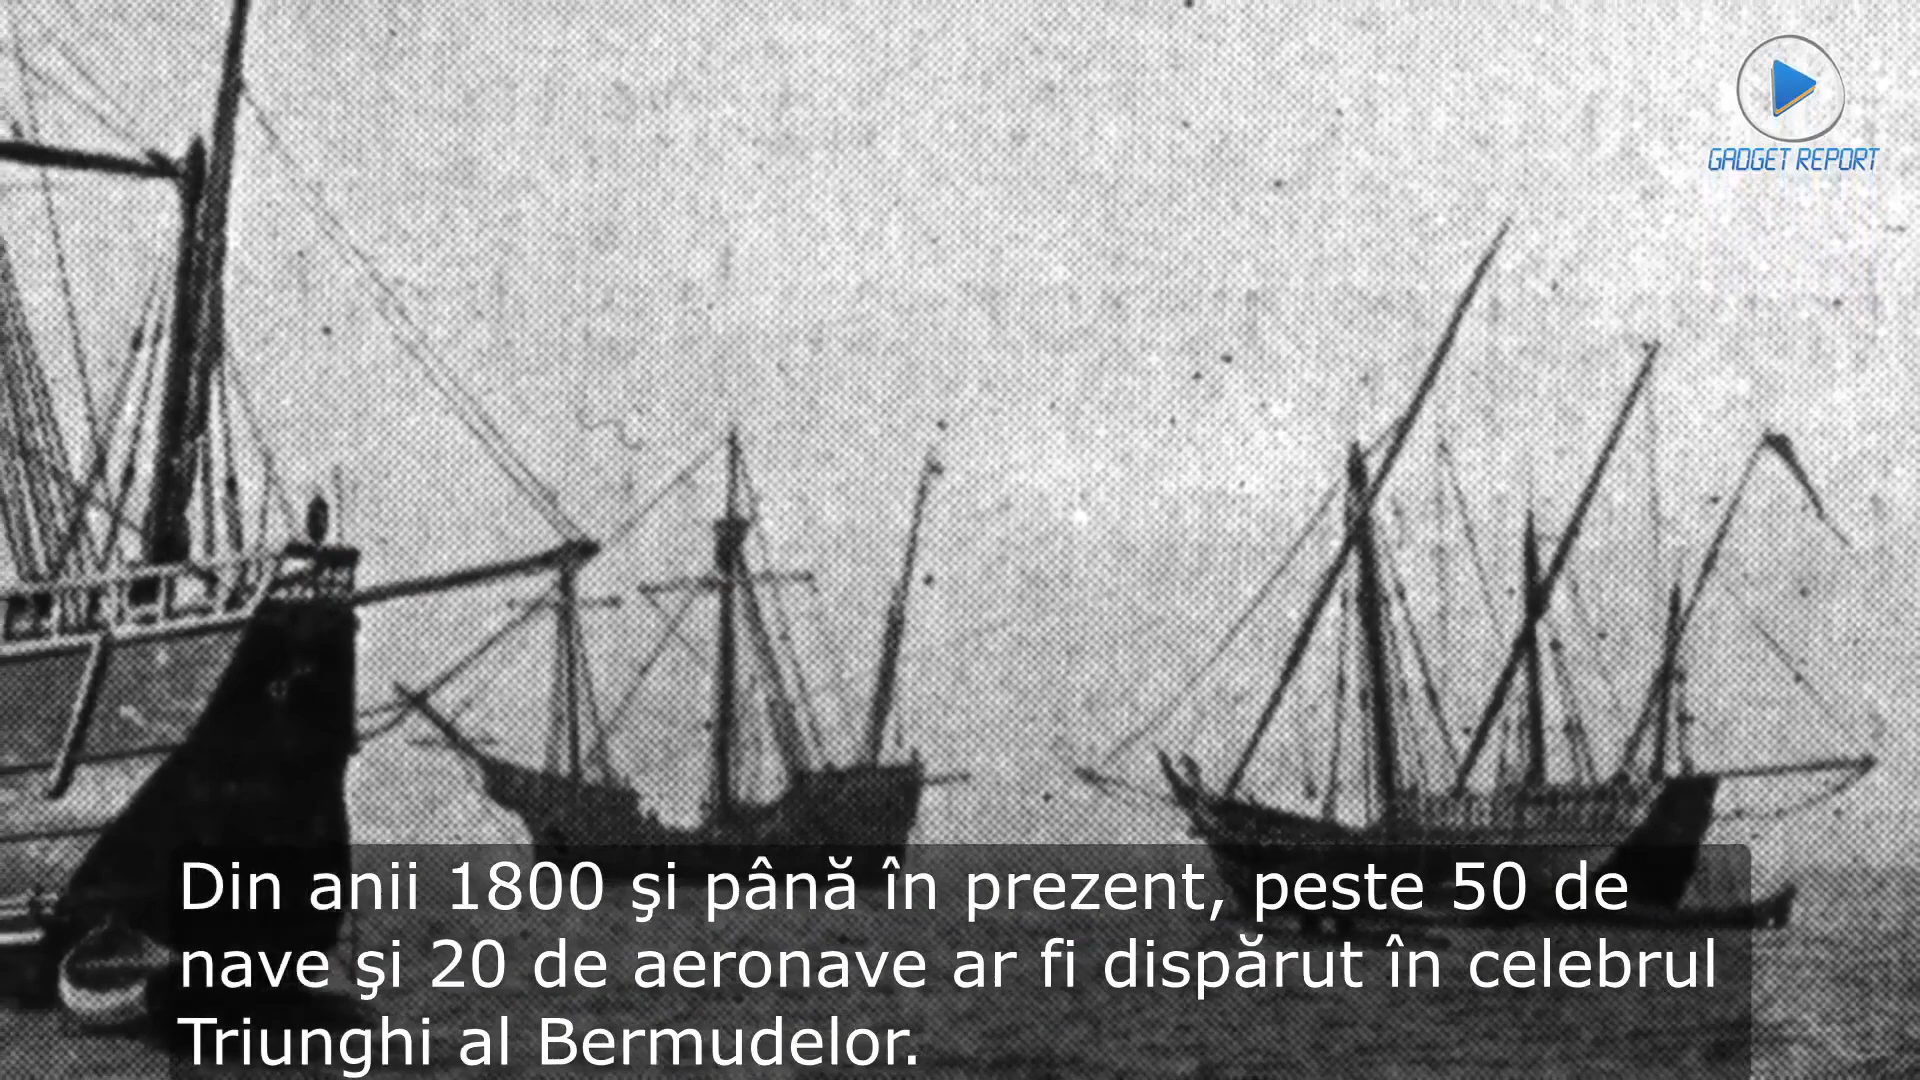 GADGET REPORT
Din anii 1800 şi până în prezent, peste 50 de
nave şi 20 de aeronave ar fi dispărut în celebrul
Triunghi al Bermudelor.